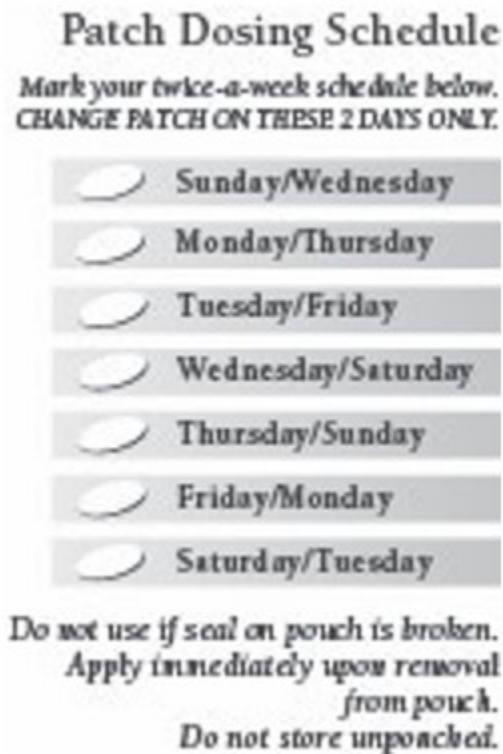 Patch Dosing Schedule
Mark your twice-a-week schedule below.
CHANGE PATCH ON THESE 2 DAYS ONLY.
Sunday/Wednesday
Monday/Thursday
Tuesday/Friday
Wednesday/Saturday
Thursday/Sunday
Friday/Monday
Saturday/Tuesday
Do not use if seal on pouch is broken.
Apply immediately upon removal
from pouch.
Do not store unpouched.